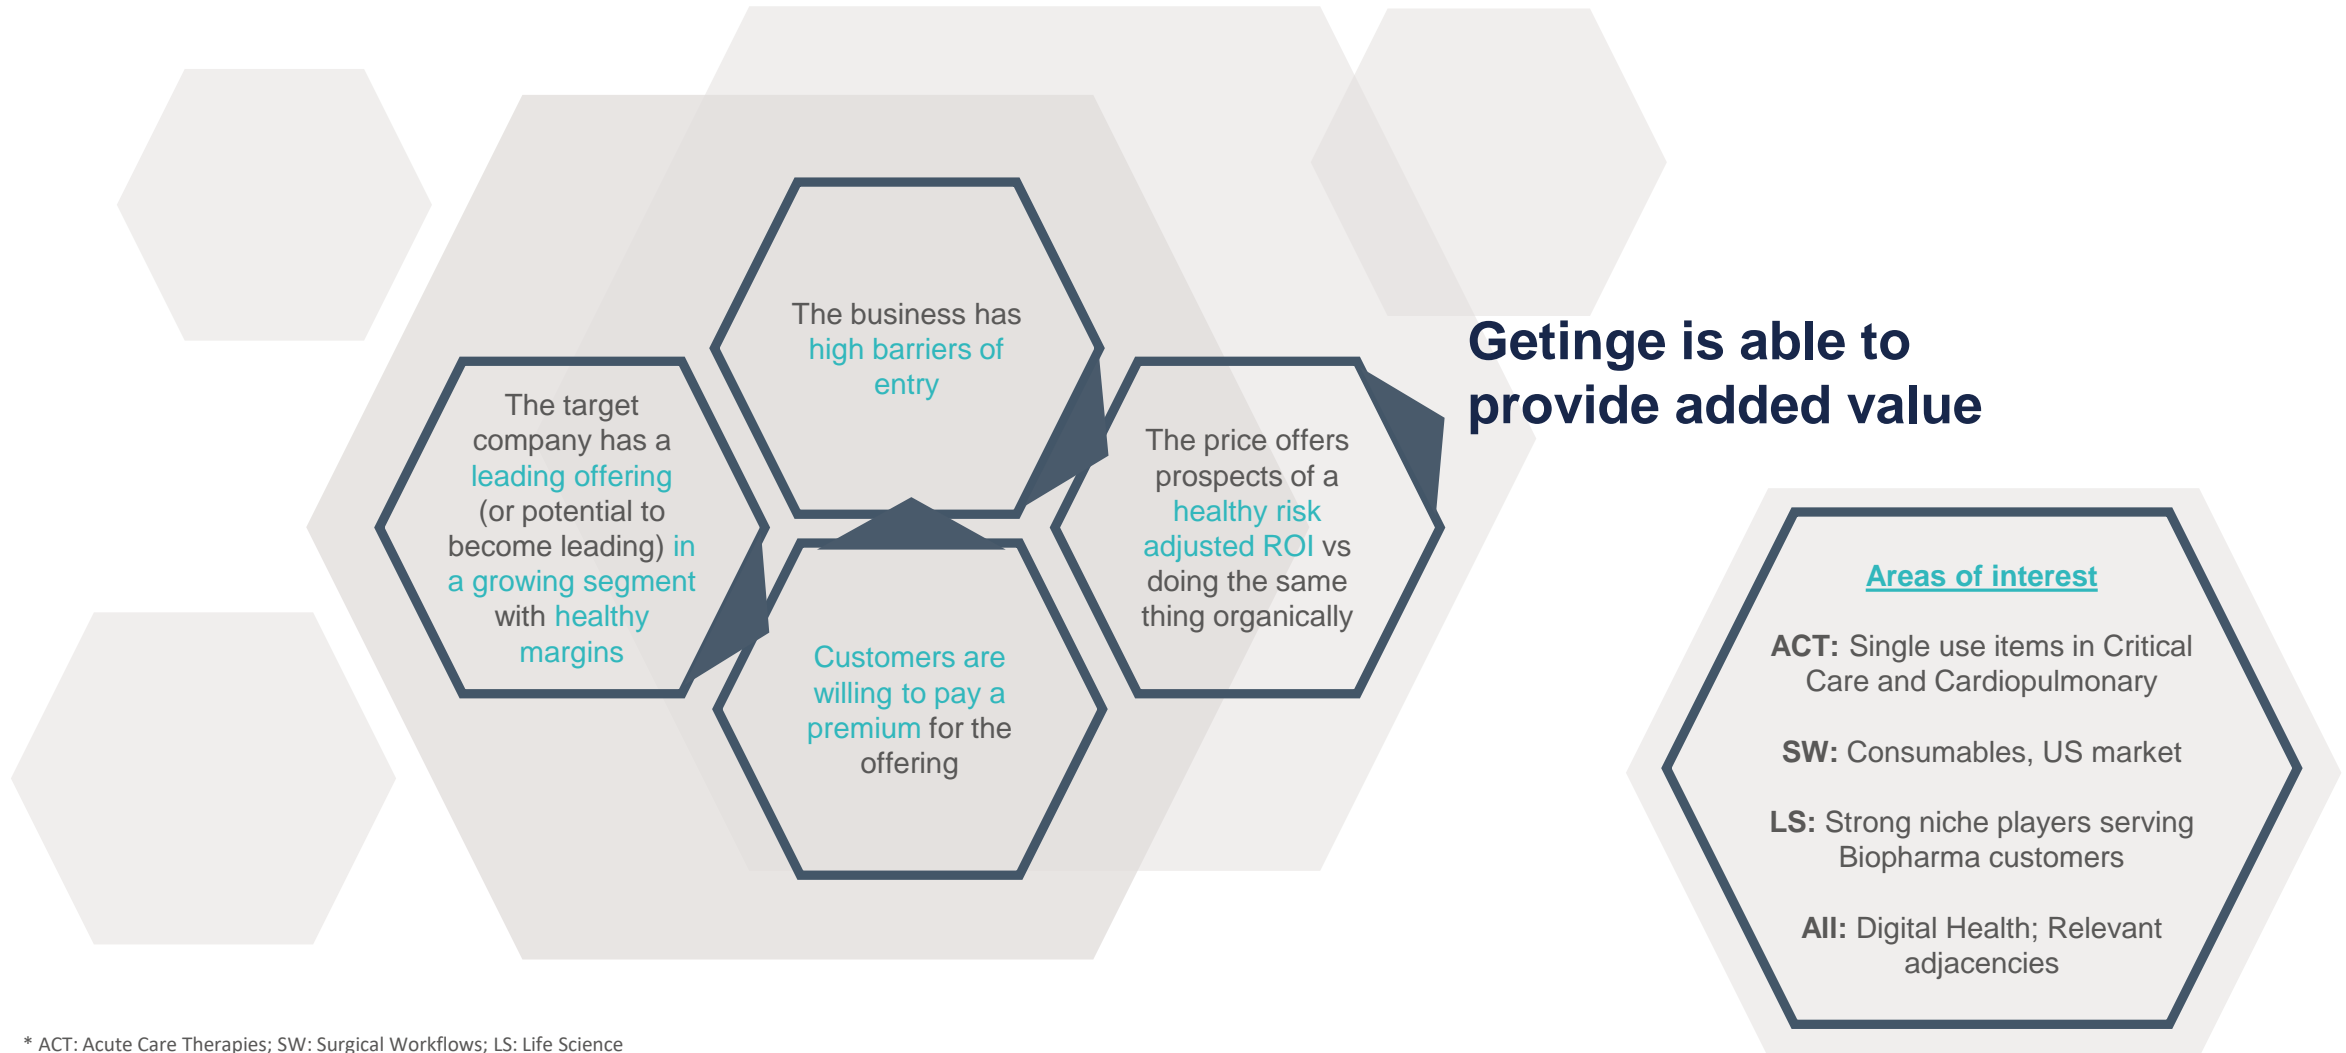 The target
company has a
leading offering
(or potential to
become leading) in
a growing segment
with healthy
margins
Customers are
willing to pay a
premium for the
offering
The business has
high barriers of
entry
The price offers
prospects of a
healthy risk
adjusted ROI vs
doing the same
thing organically
Getinge is able to
provide added value
Areas of interest
ACT: Single use items in Critical
Care and Cardiopulmonary
SW: Consumables, US market
LS: Strong niche players serving
Biopharma customers
All: Digital Health; Relevant
adjacencies
* ACT: Acute Care Therapies; SW: Surgical Workflows; LS: Life Science